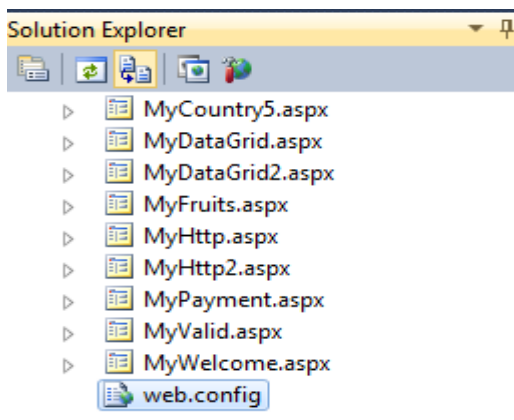 Solution Explorer
MyCountry5.aspx
MyDataGrid.aspx
MyDataGrid2.aspx
MyFruits.aspx
MyHttp.aspx
MyHttp2.aspx
MyPayment.aspx
MyValid.aspx
MyWelcome.aspx
web.config